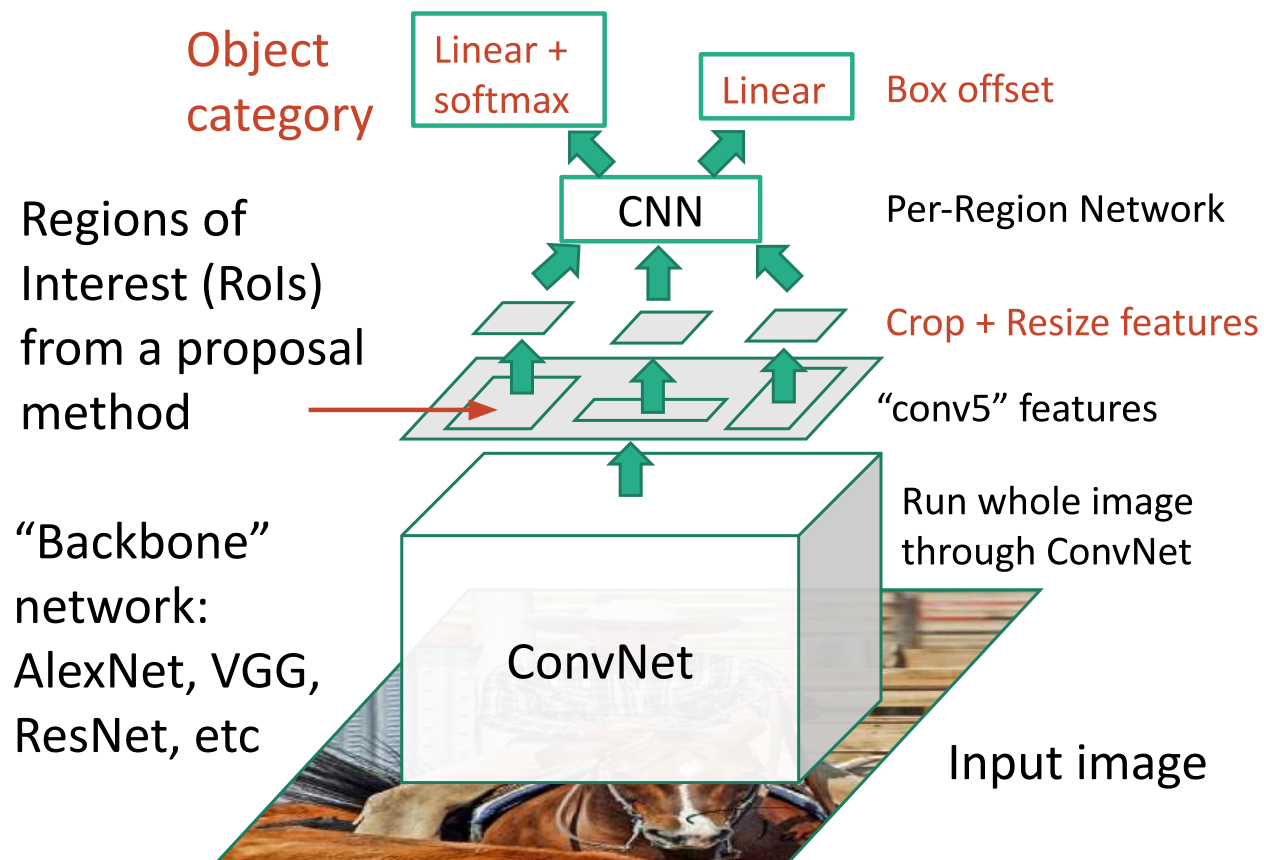 Object
category
Linear +
softmax
Linear
Box offset
CNN
Per-Region Network
Regions of
Interest (RoIs)
from a proposal
method
Crop + Resize features
“conv5” features
Run whole image
through ConvNet
“Backbone”
network:
AlexNet, VGG,
ResNet, etc
ConvNet
Input image